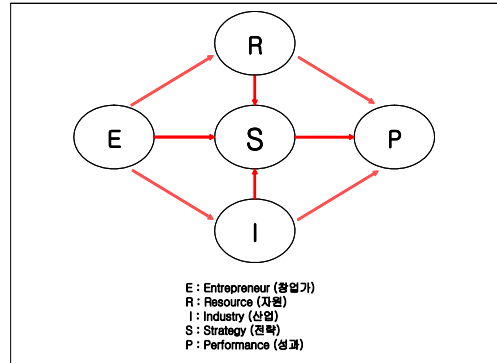 R
E
S
P
I
E : Entrepreneur (창업가)
R : Resource (자원)
I : Industry (산업)
S : Strategy (전략)
P : Performance (성과)